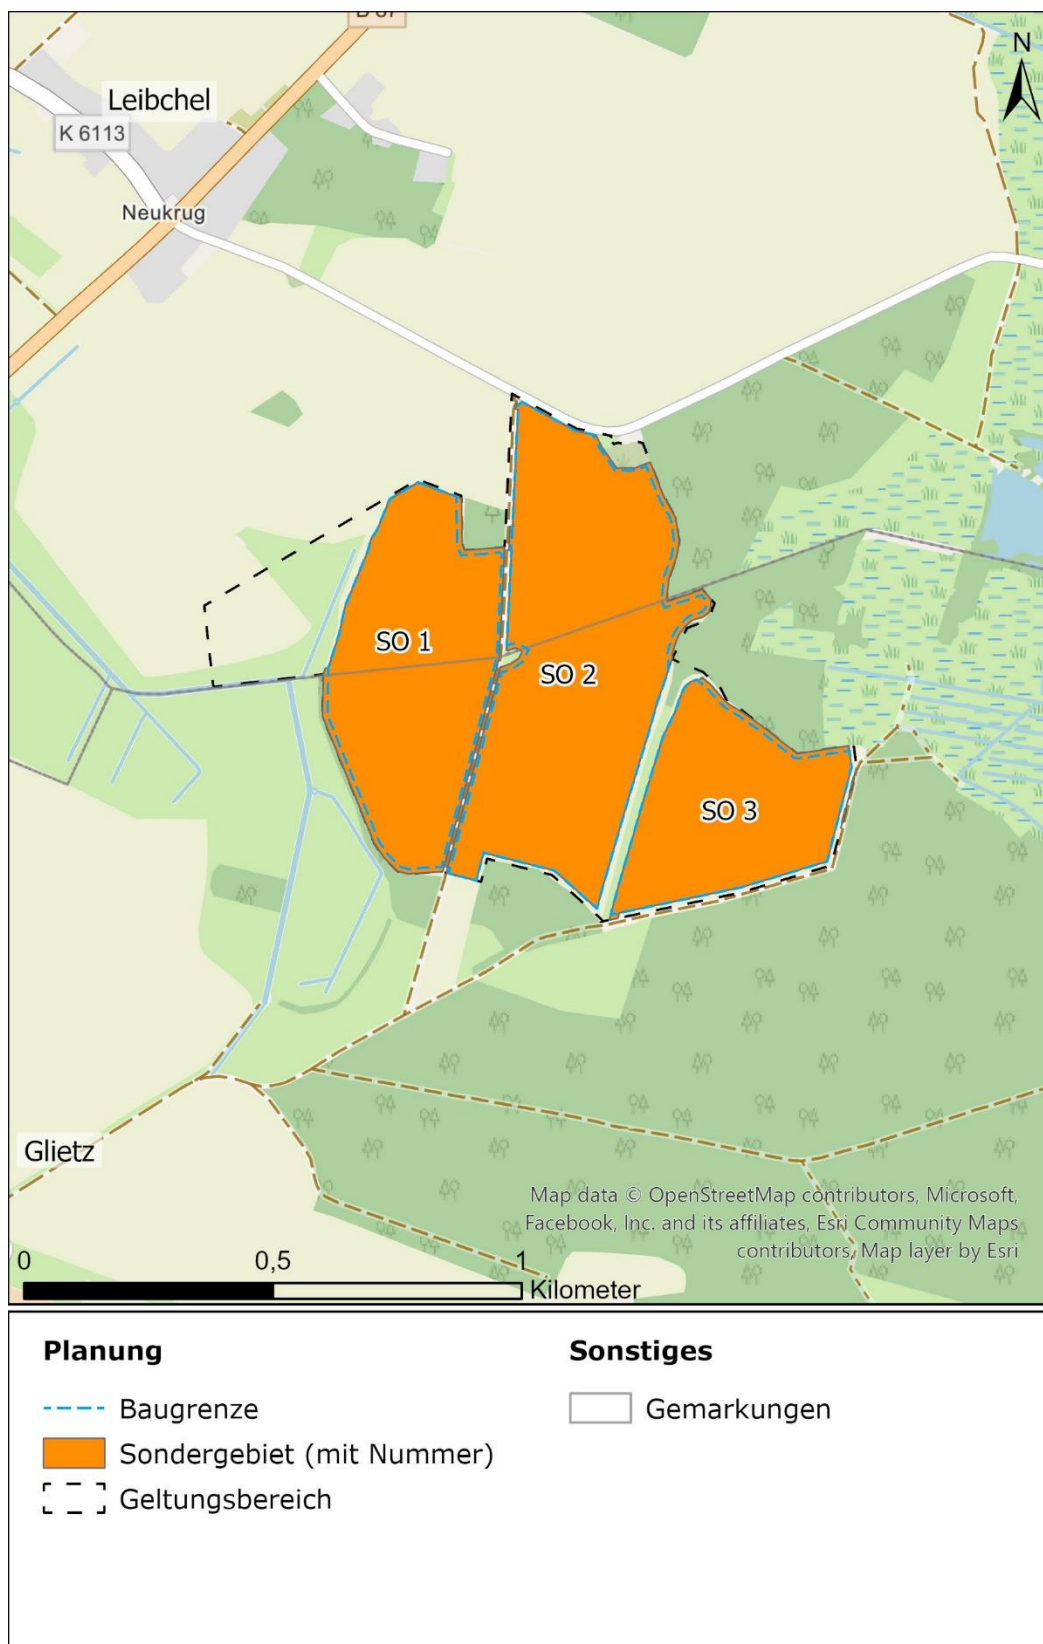 B 87
N
Leibchel
K 6113
Neukrug
SO 1
SO 2
SO 3
Glietz
Map data © OpenStreetMap contributors, Microsoft,
Facebook, Inc. and its affiliates, Esri Community Maps
contributors, Map layer by Esri
0 0,5 1
Kilometer
Planung
Baugrenze
Sondergebiet (mit Nummer)
Geltungsbereich
Sonstiges
Gemarkungen